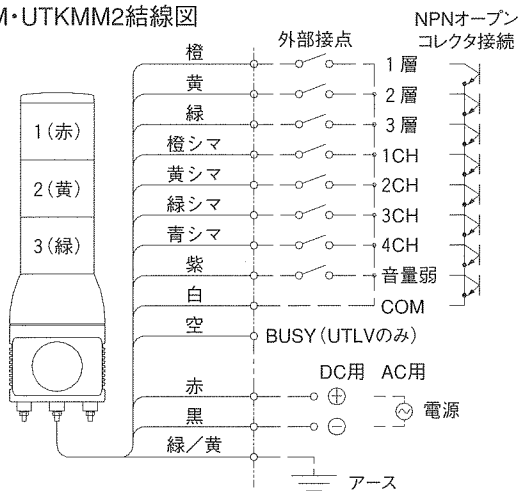 M・UTKMM2結線図
NPNオープン
コレクタ接続
外部接点
橙
1層
黄
2層
緑
3層
橙シマ
1CH
黄シマ
2CH
緑シマ
3CH
青シマ
4CH
紫
音量弱
白
COM
空
BUSY(UTLVのみ)
1(赤)
2(黄)
3(緑)
DC用 AC用
赤
黒
電源
緑/黄
アース